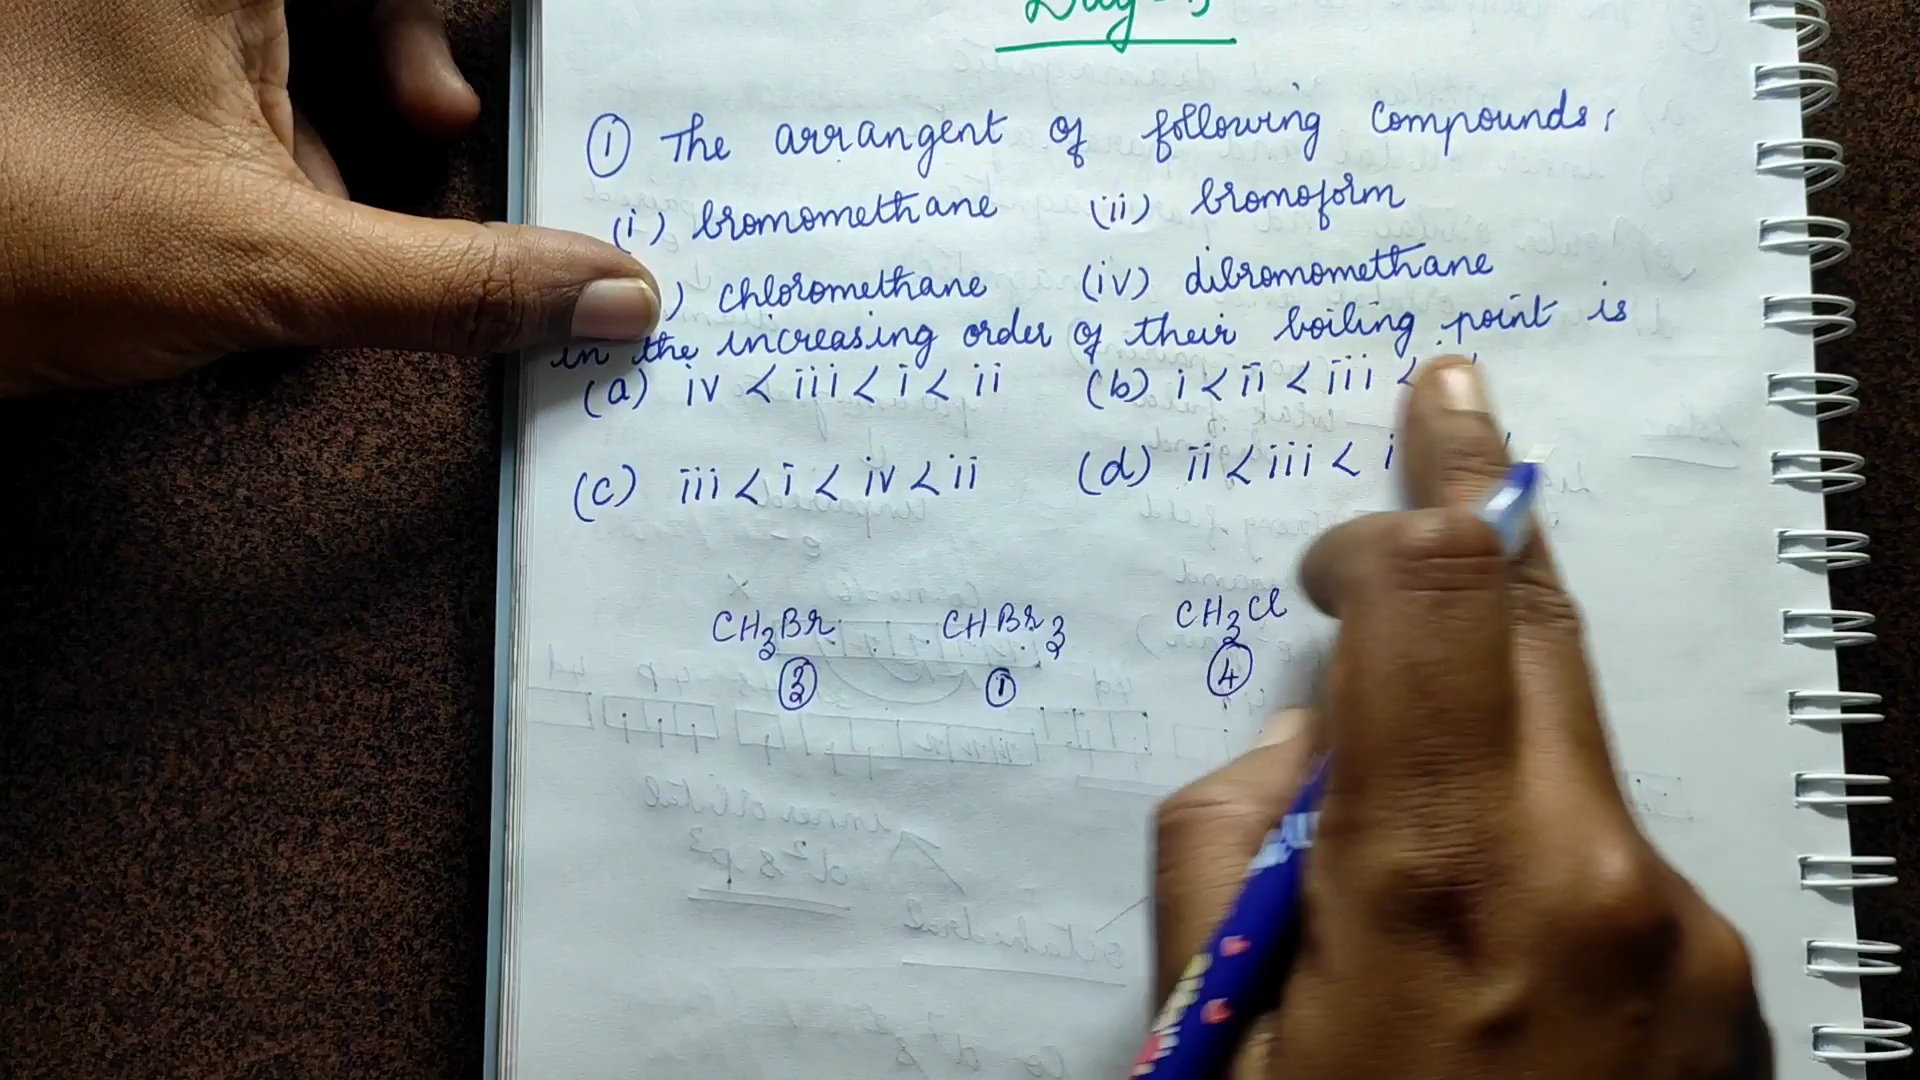 ① The arrangent of following compounds:
(i) bromomethane (ii) bromoform
) chloromethane (iv) dibromomethane
in the increasing order of their boiling point is
(a) iv < iii < i < ii (b) i < ii < iii <
(c) iii < i < iv < ii (d) ii < iii < i
CH₃Br CHBr₃ CH₃Cl
③ ① ④